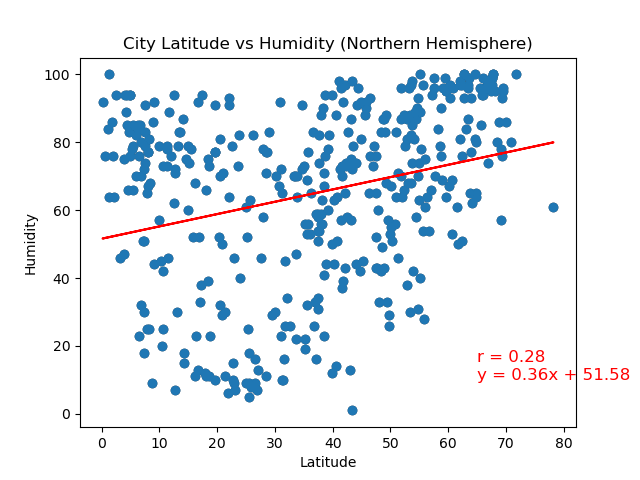 City Latitude vs Humidity (Northern Hemisphere)
100
80
60
40
20
0
Humidity
r = 0.28
y = 0.36x + 51.58
0 10 20 30 40 50 60 70 80
Latitude